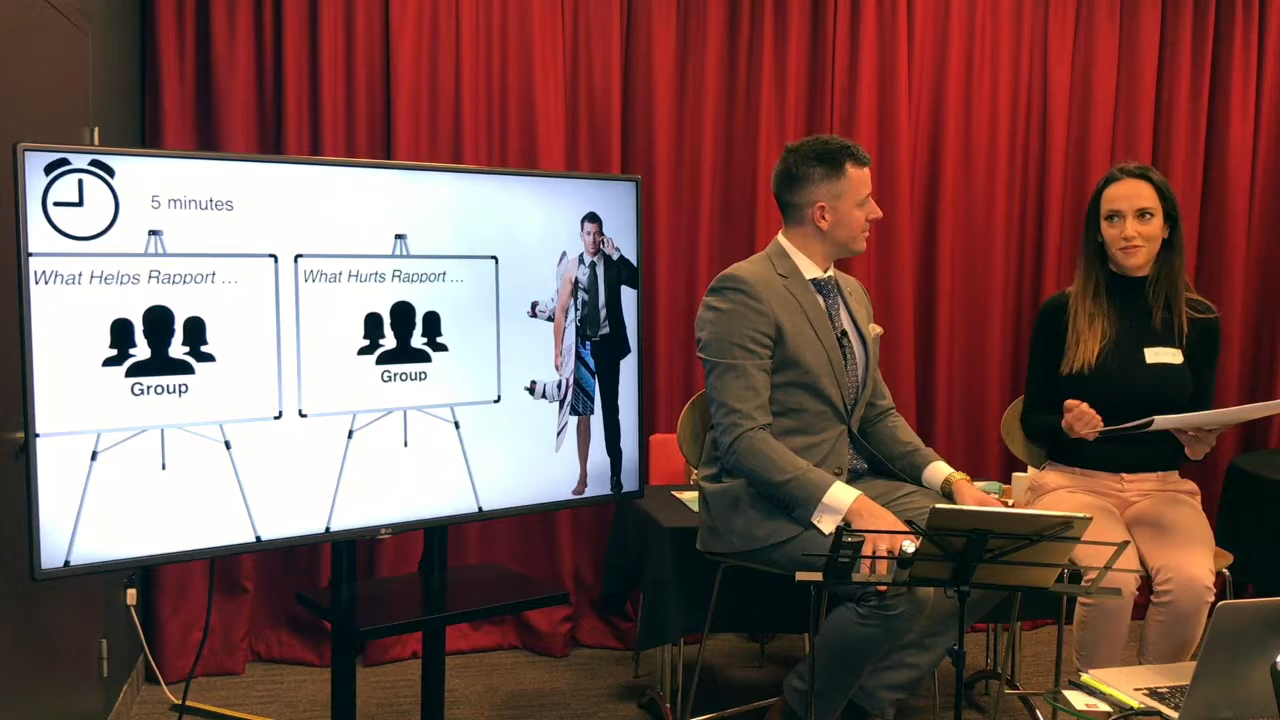 5 minutes
What Helps Rapport ...
What Hurts Rapport ...
Group
Group
LG